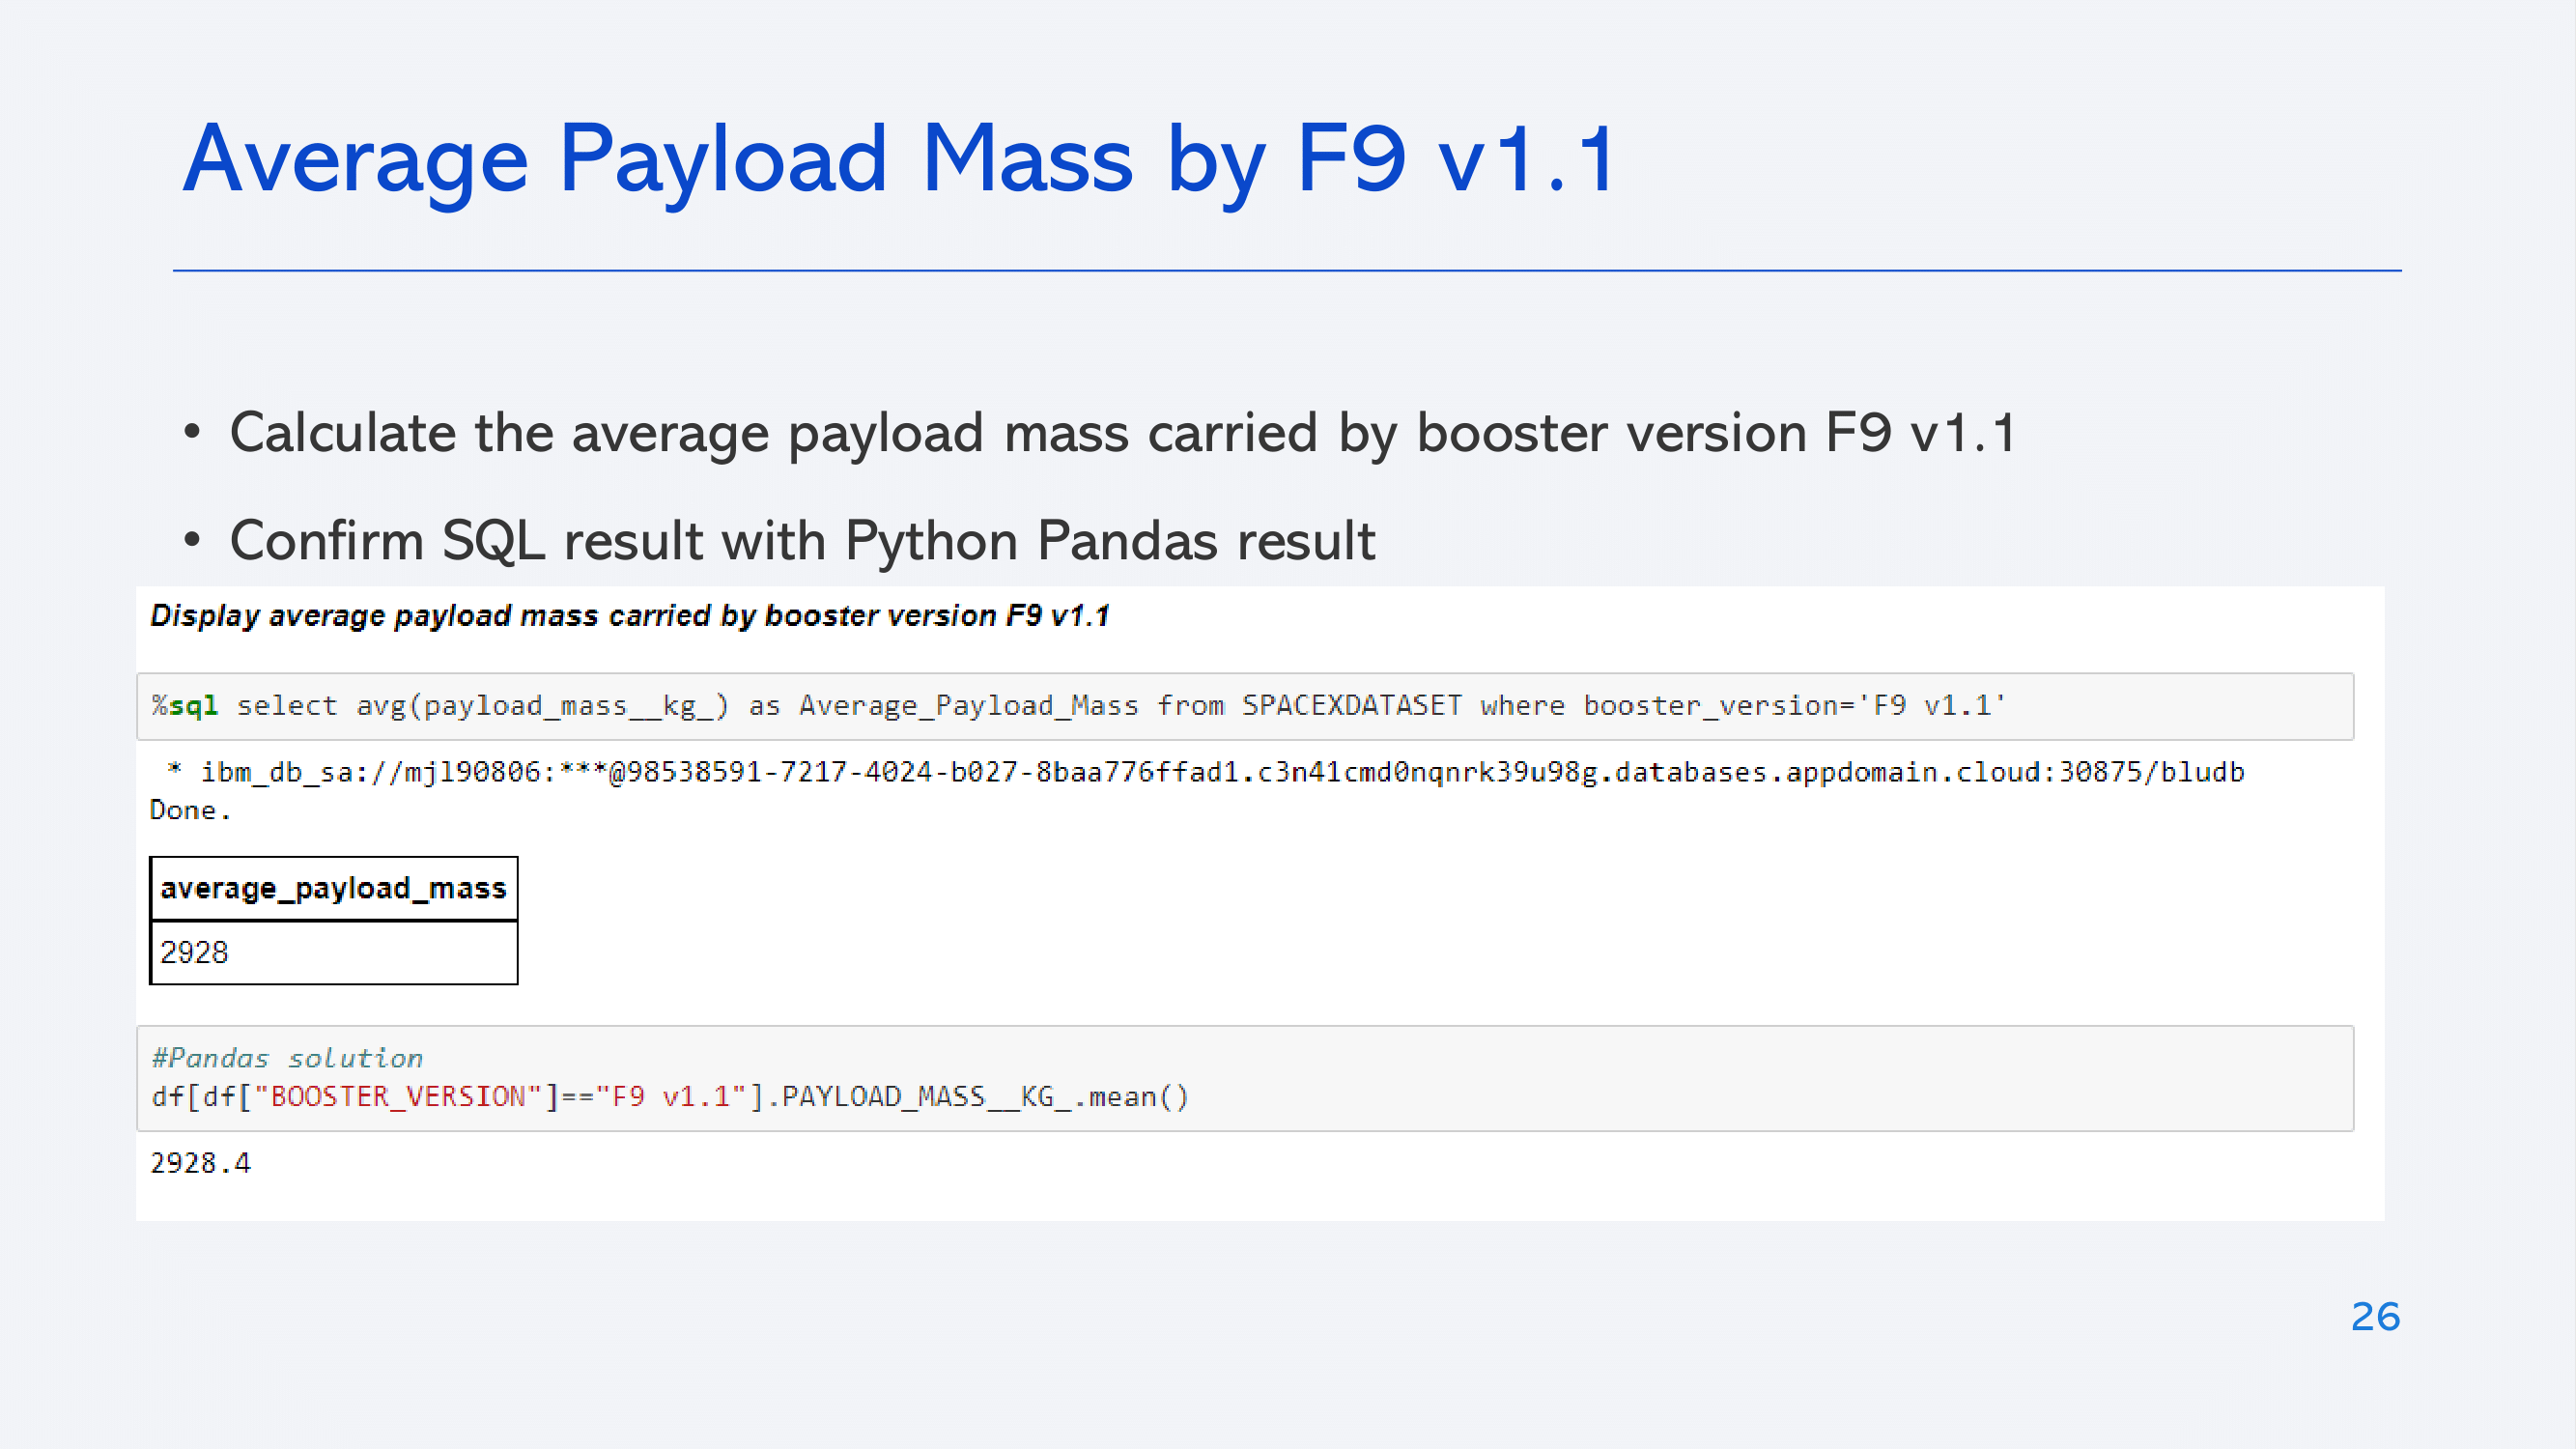 Average Payload Mass by F9 v1.1
• Calculate the average payload mass carried by booster version F9 v1.1
• Confirm SQL result with Python Pandas result
Display average payload mass carried by booster version F9 v1.1
%sql select avg(payload_mass__kg_) as Average_Payload_Mass from SPACEXDATASET where booster_version='F9 v1.1'
* ibm_db_sa://mjl90806:***@98538591-7217-4024-b027-8baa776ffad1.c3n41cmd0nqnrk39u98g.databases.appdomain.cloud:30875/bludb
Done.
average_payload_mass
2928
#Pandas solution
df[df["BOOSTER_VERSION"]=="F9 v1.1"].PAYLOAD_MASS__KG_.mean()
2928.4
26